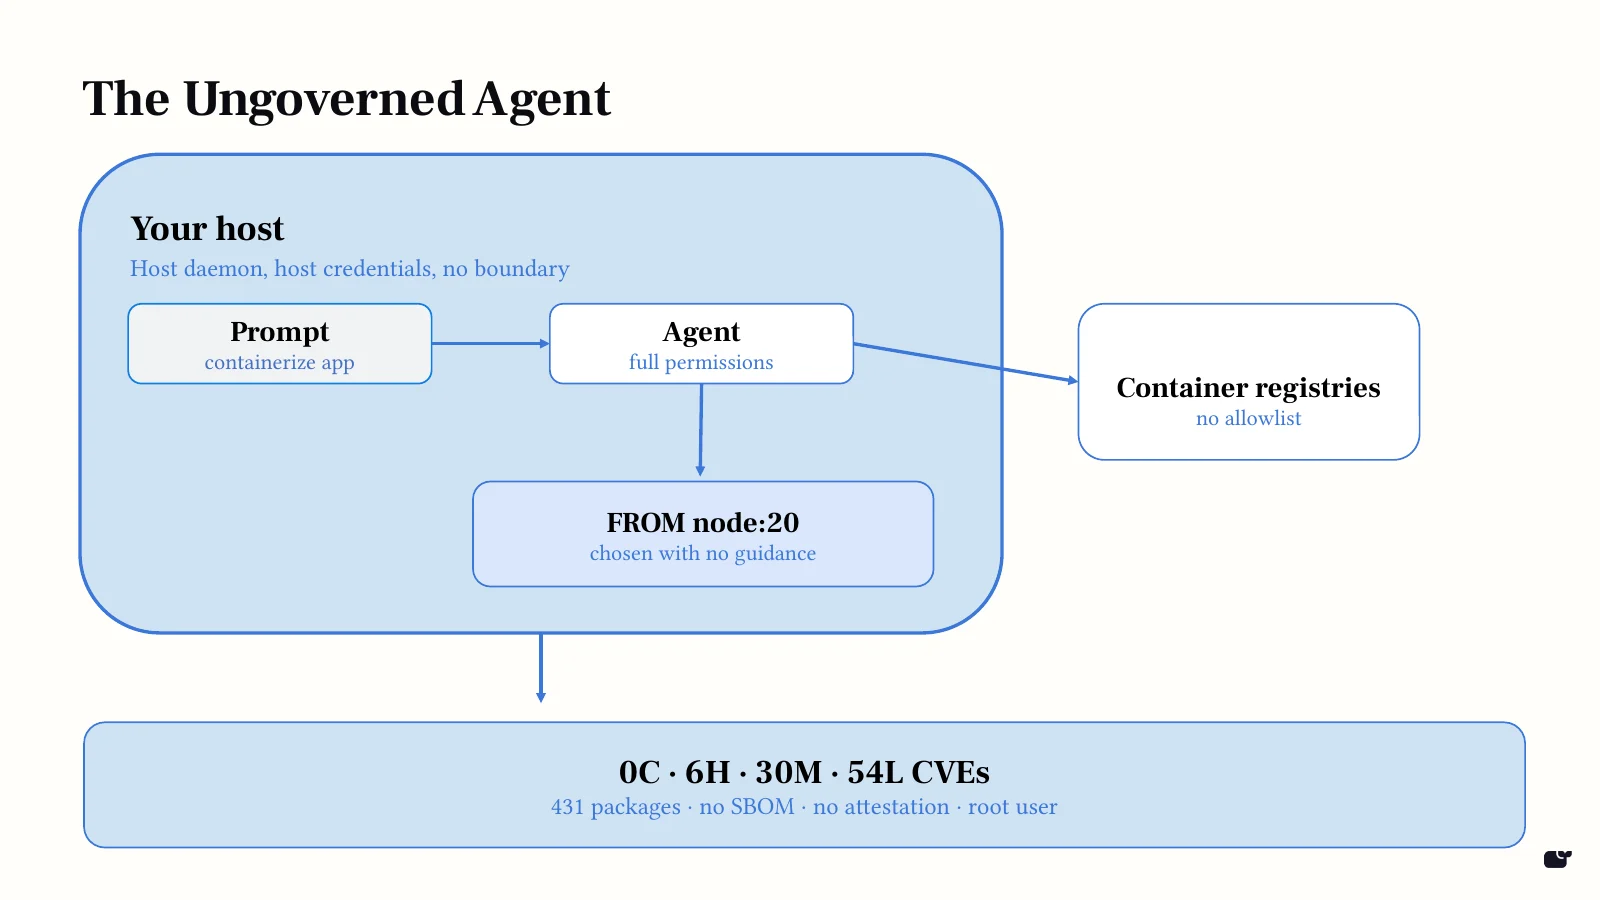 The Ungoverned Agent
Your host
Host daemon, host credentials, no boundary
Prompt
containerize app
Agent
full permissions
Container registries
no allowlist
FROM node:20
chosen with no guidance
0C · 6H · 30M · 54L CVEs
431 packages · no SBOM · no attestation · root user